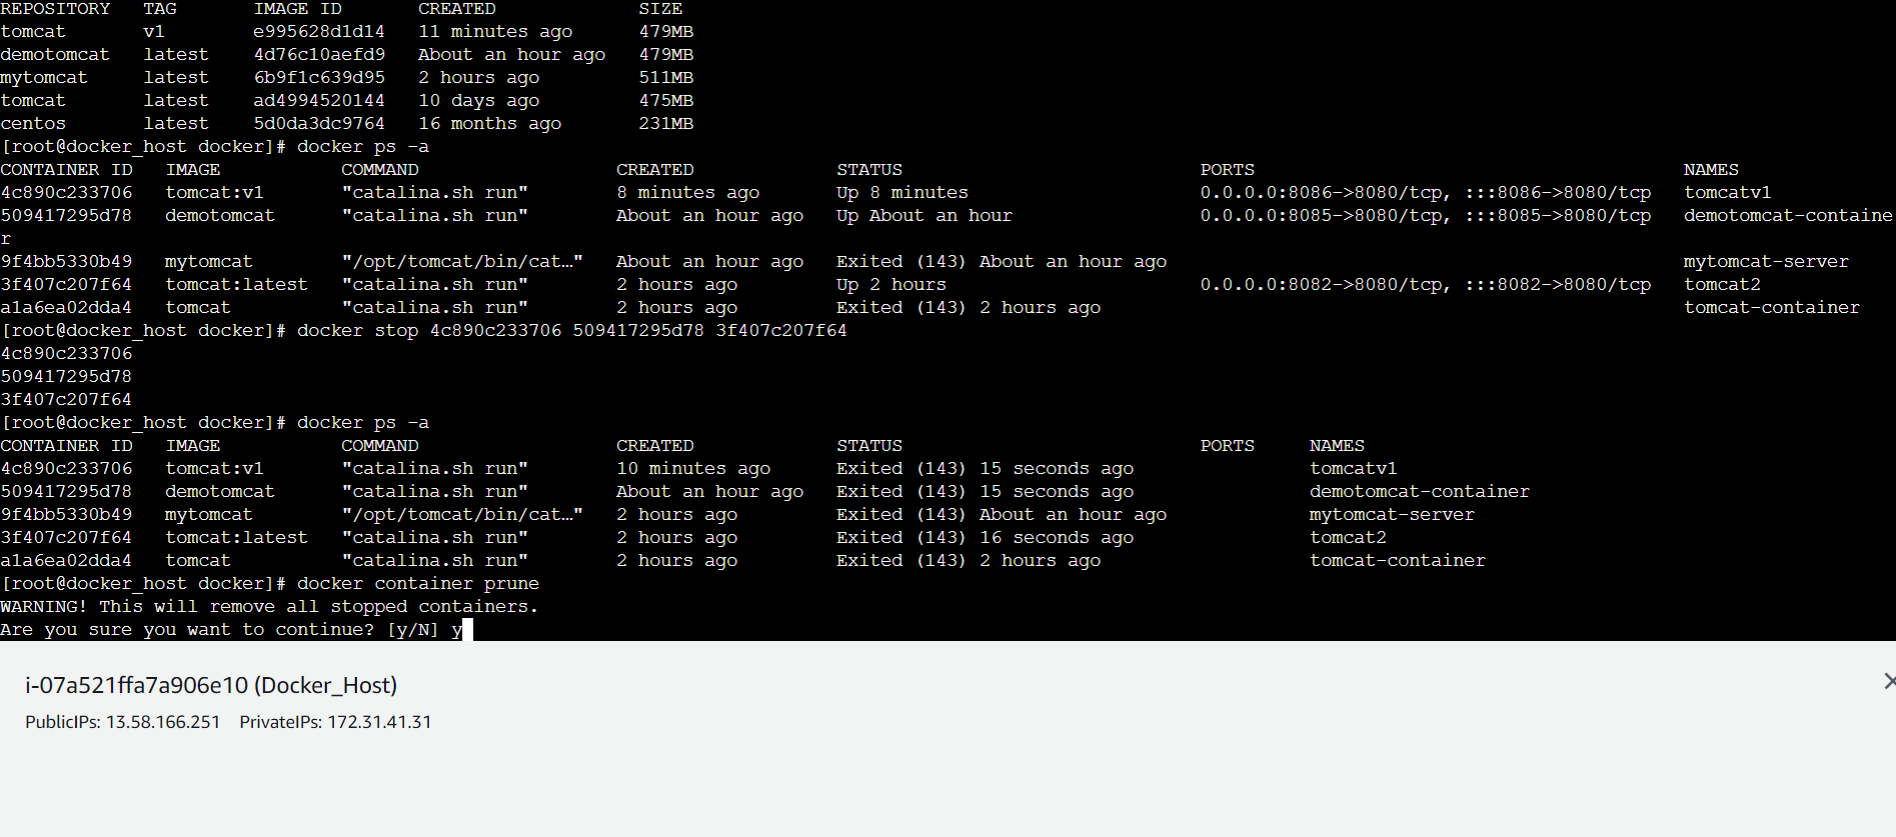 REPOSITORY   TAG       IMAGE ID       CREATED             SIZE
tomcat       v1        e995628d1d14   11 minutes ago      479MB
demotomcat   latest    4d76c10aefd9   About an hour ago   479MB
mytomcat     latest    6b9f1c639d95   2 hours ago         511MB
tomcat       latest    ad4994520144   10 days ago         475MB
centos       latest    5d0da3dc9764   16 months ago       231MB
[root@docker_host docker]# docker ps -a
CONTAINER ID   IMAGE           COMMAND                  CREATED             STATUS                           PORTS                                       NAMES
4c890c233706   tomcat:v1       "catalina.sh run"        8 minutes ago       Up 8 minutes                     0.0.0.0:8086->8080/tcp, :::8086->8080/tcp   tomcatv1
509417295d78   demotomcat      "catalina.sh run"        About an hour ago   Up About an hour                 0.0.0.0:8085->8080/tcp, :::8085->8080/tcp   demotomcat-containe
r
9f4bb5330b49   mytomcat        "/opt/tomcat/bin/cat…"   About an hour ago   Exited (143) About an hour ago                                               mytomcat-server
3f407c207f64   tomcat:latest   "catalina.sh run"        2 hours ago         Up 2 hours                       0.0.0.0:8082->8080/tcp, :::8082->8080/tcp   tomcat2
a1a6ea02dda4   tomcat          "catalina.sh run"        2 hours ago         Exited (143) 2 hours ago                                                     tomcat-container
[root@docker_host docker]# docker stop 4c890c233706 509417295d78 3f407c207f64
4c890c233706
509417295d78
3f407c207f64
[root@docker_host docker]# docker ps -a
CONTAINER ID   IMAGE           COMMAND                  CREATED             STATUS                           PORTS     NAMES
4c890c233706   tomcat:v1       "catalina.sh run"        10 minutes ago      Exited (143) 15 seconds ago                tomcatv1
509417295d78   demotomcat      "catalina.sh run"        About an hour ago   Exited (143) 15 seconds ago                demotomcat-container
9f4bb5330b49   mytomcat        "/opt/tomcat/bin/cat…"   2 hours ago         Exited (143) About an hour ago             mytomcat-server
3f407c207f64   tomcat:latest   "catalina.sh run"        2 hours ago         Exited (143) 16 seconds ago                tomcat2
a1a6ea02dda4   tomcat          "catalina.sh run"        2 hours ago         Exited (143) 2 hours ago                   tomcat-container
[root@docker_host docker]# docker container prune
WARNING! This will remove all stopped containers.
Are you sure you want to continue? [y/N] y
i-07a521ffa7a906e10 (Docker_Host)
PublicIPs: 13.58.166.251   PrivateIPs: 172.31.41.31